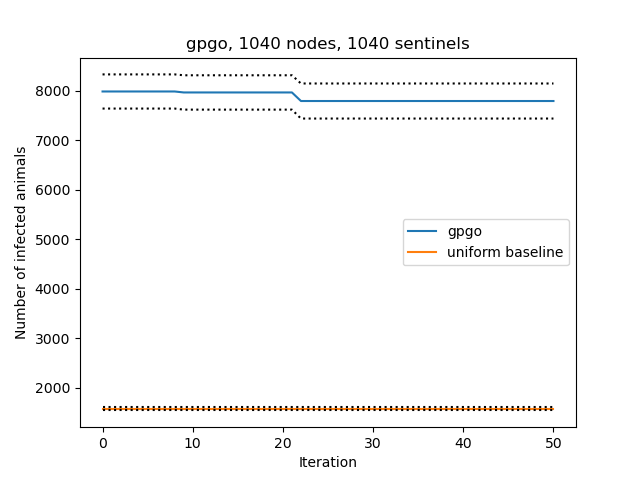 gpgo, 1040 nodes, 1040 sentinels
8000
7000
6000
5000
4000
3000
2000
Number of infected animals
gpgo
uniform baseline
0 10 20 30 40 50
Iteration